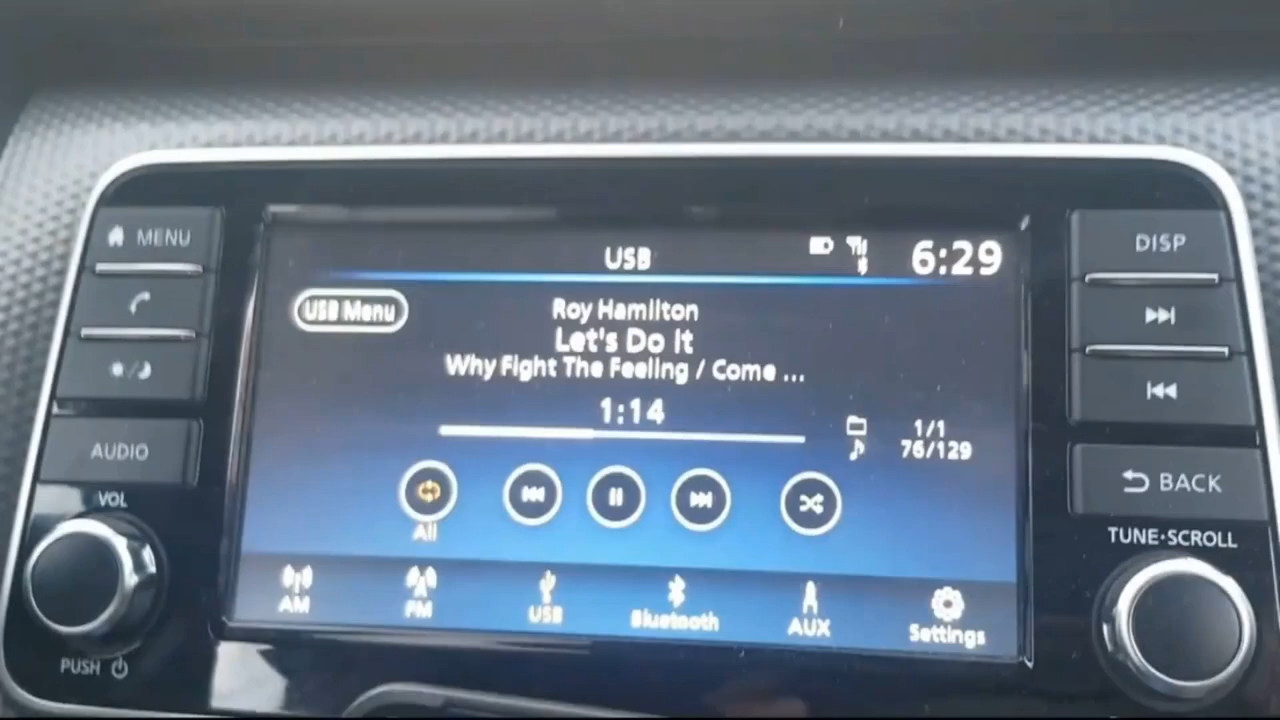 MENU
AUDIO
VOL
PUSH
USB
6:29
USB Menu
Roy Hamilton
Let's Do It
Why Fight The Feeling / Come ...
1:14
1/1
76/129
All
AM
FM
USB
Bluetooth
AUX
Settings
DISP
BACK
TUNE·SCROLL